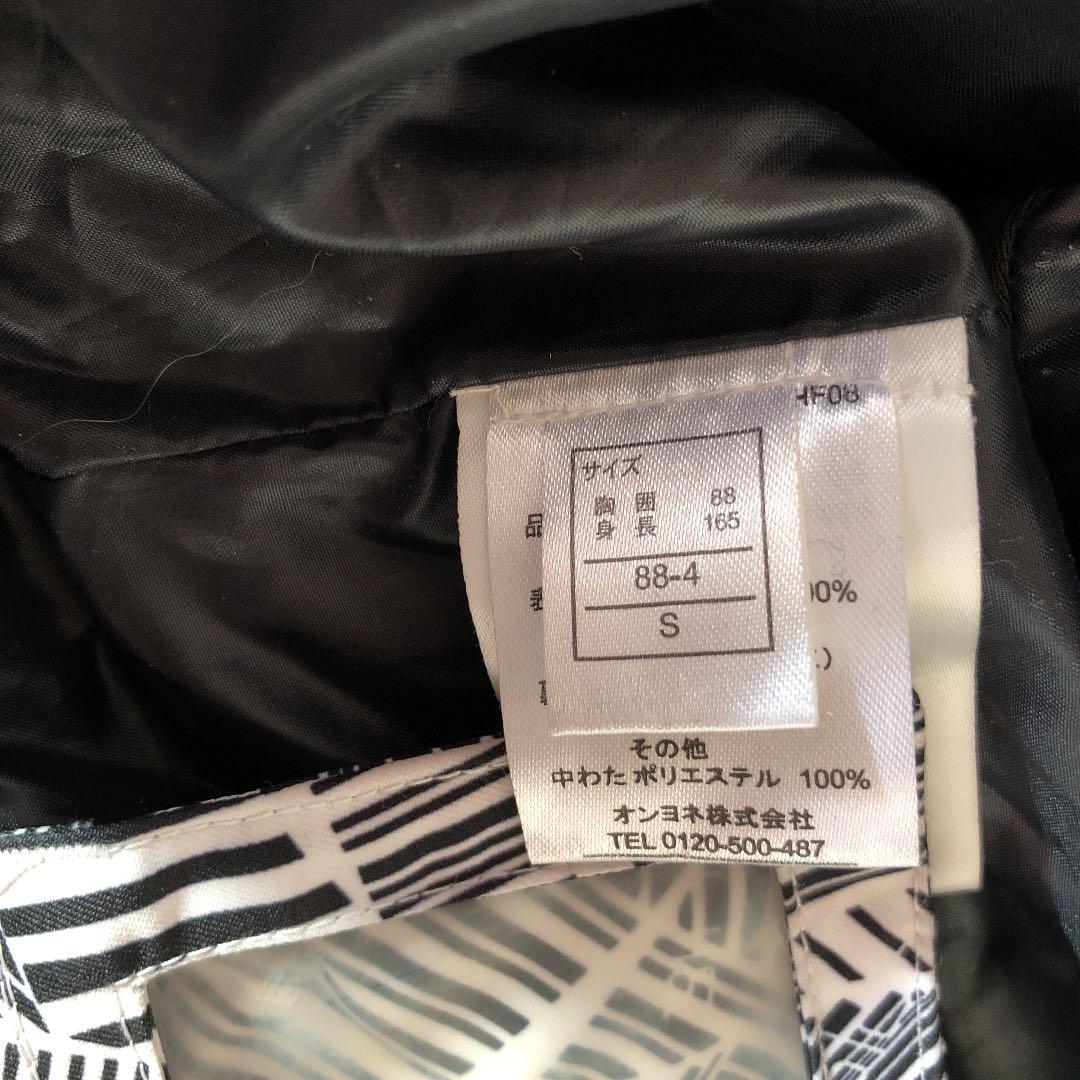 HF08
サイズ
胸囲 88
身長 165
88-4
S
品
00%
その他
中わた ポリエステル 100%
オンヨネ株式会社
TEL 0120-500-487